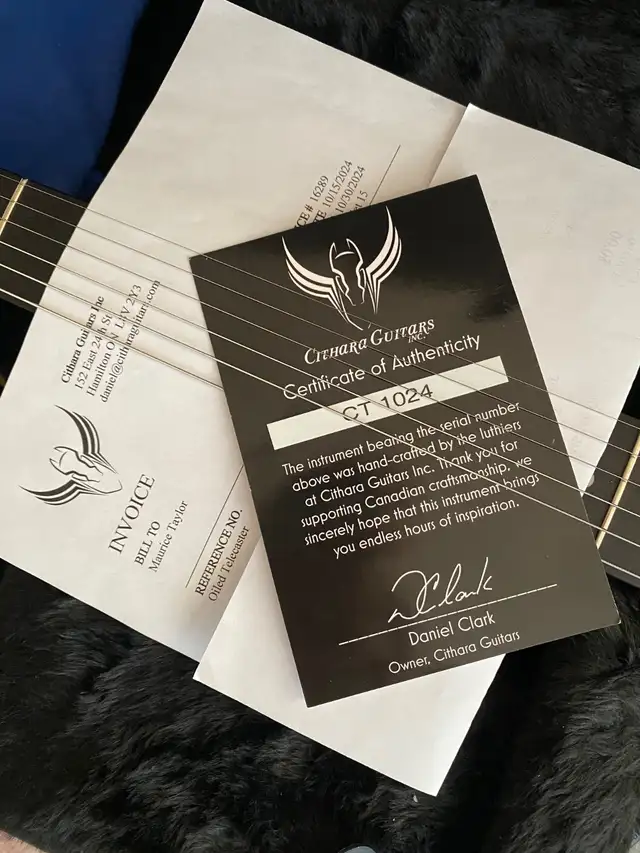 CE # 16289
TE 10/15/2024
10/30/2024
t 15
Cithara Guitars Inc
152 East 24th St
Hamilton ON L8V 2Y3
daniel@citharaguitars.com
INVOICE
BILL TO
Maurice Taylor
REFERENCE NO.
Oiled Telecaster
CITHARA GUITARS
INC.
Certificate of Authenticity
CT 1024
The instrument bearing the serial number
above was hand-crafted by the luthiers
at Cithara Guitars Inc. Thank you for
supporting Canadian craftsmanship, we
sincerely hope that this instrument brings
you endless hours of inspiration.
DClark
Daniel Clark
Owner, Cithara Guitars